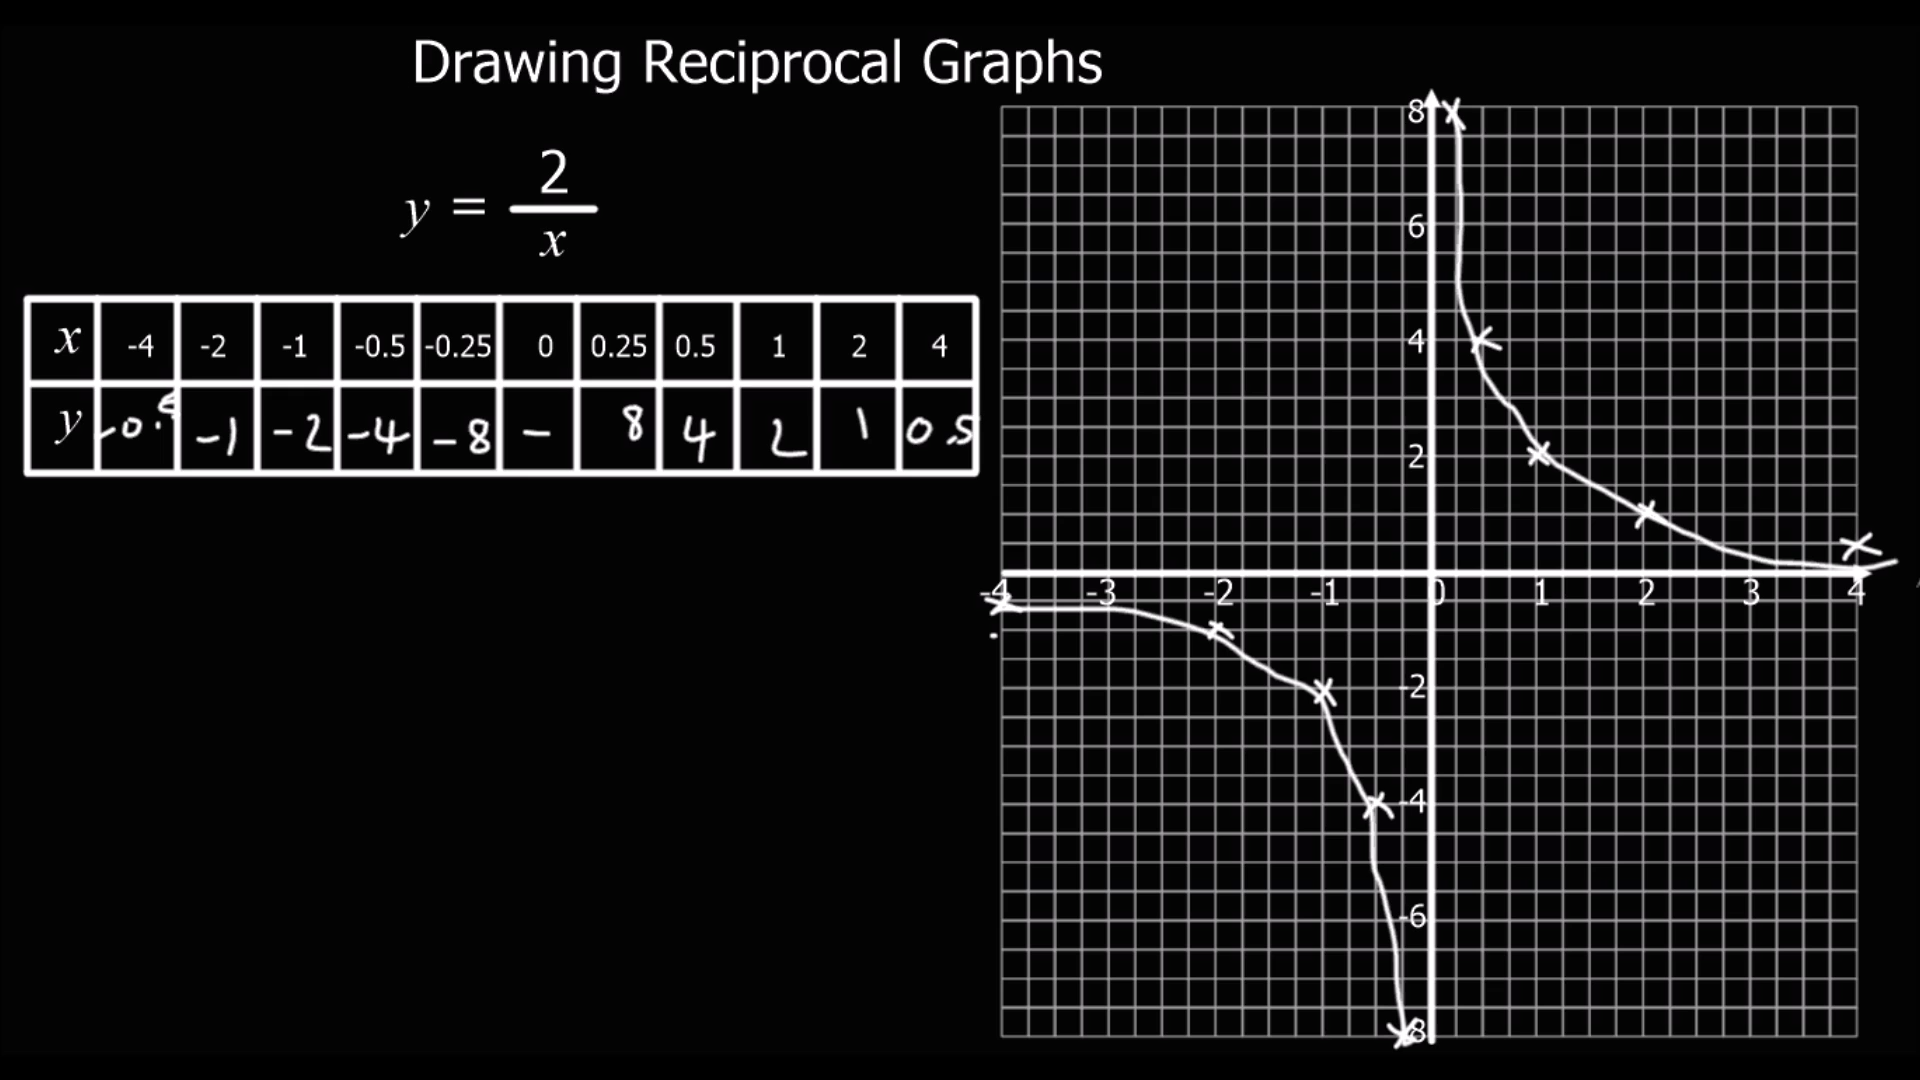 Drawing Reciprocal Graphs
y = 2/x
x -4 -2 -1 -0.5 -0.25 0 0.25 0.5 1 2 4
y -0.5 -1 -2 -4 -8 - 8 4 2 1 0.5
8
6
4
2
-4 -3 -2 -1 0 1 2 3 4
-2
-4
-6
-8